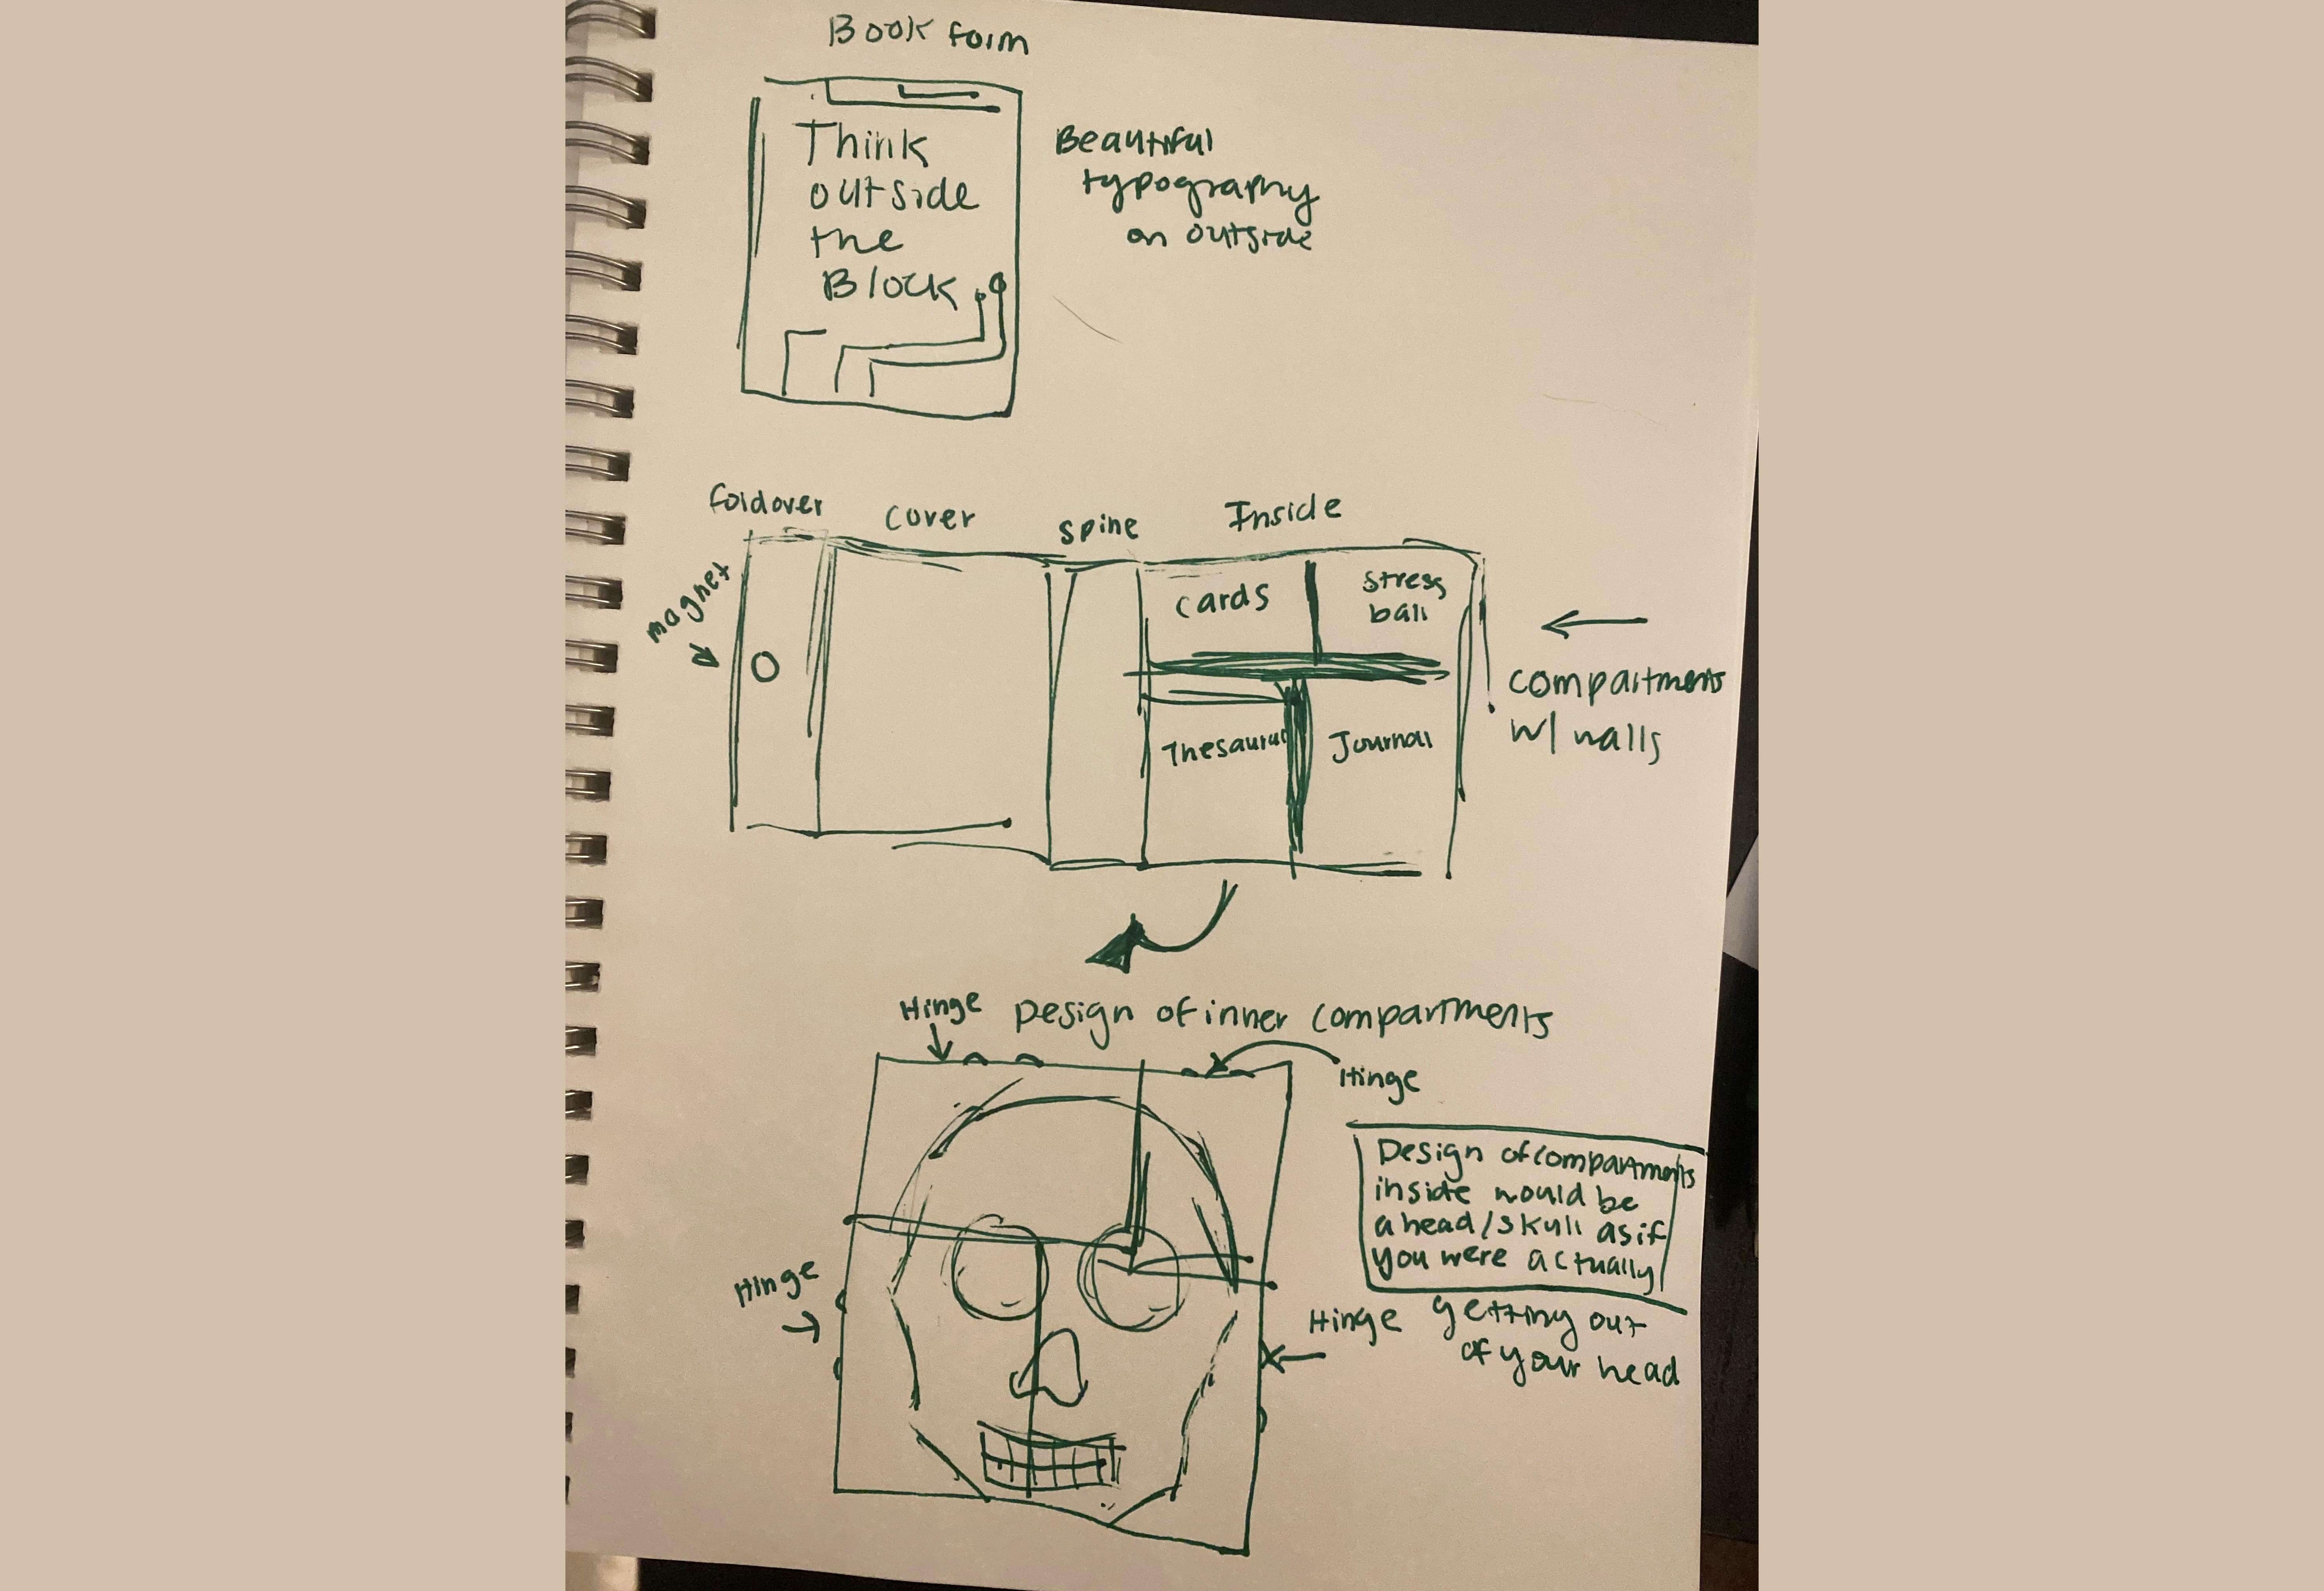 Book form
Think
outside
the
Block
Beautiful
typography
on outside
foldover
cover
spine
Inside
magnet
cards
stress
ball
Thesaurus
Journal
compartments
w/ walls
Hinge
Design of inner compartments
Hinge
Design of compartments
inside would be
a head/skull as if
you were actually
getting out
of your head
Hinge
Hinge